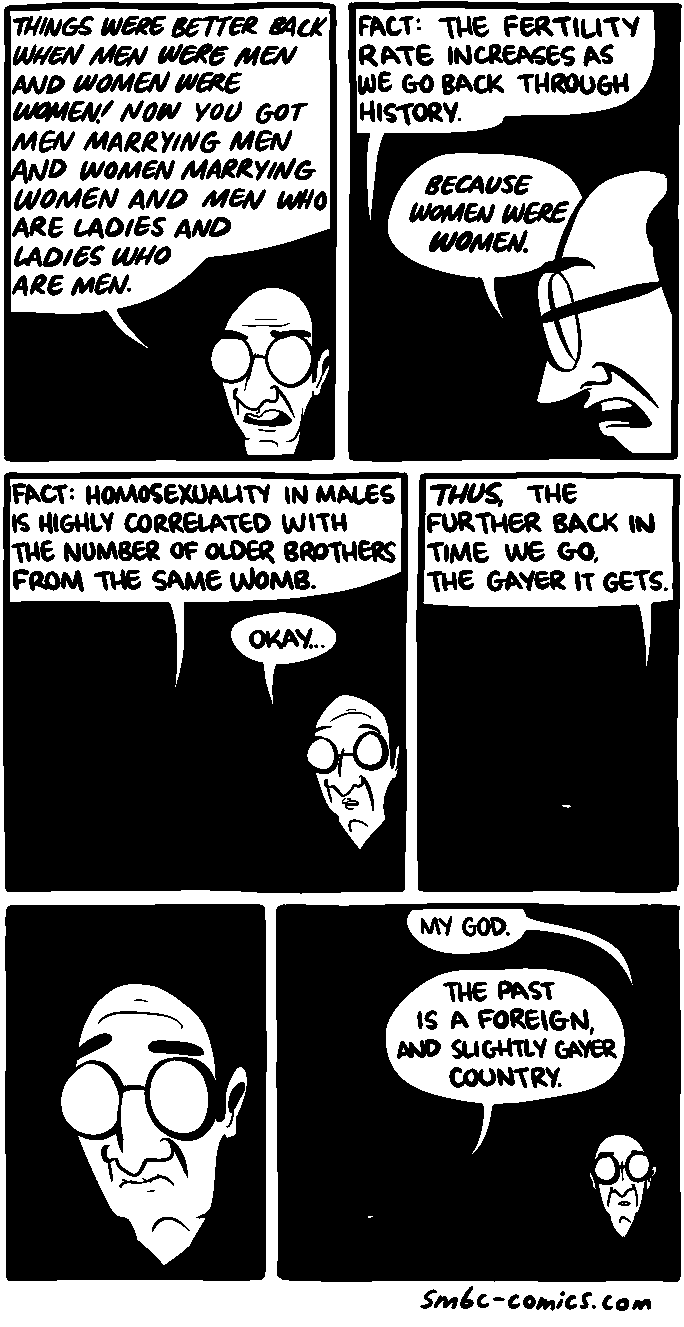 THINGS WERE BETTER BACK
WHEN MEN WERE MEN
AND WOMEN WERE
WOMEN! NOW YOU GOT
MEN MARRYING MEN
AND WOMEN MARRYING
WOMEN AND MEN WHO
ARE LADIES AND
LADIES WHO
ARE MEN.
FACT: THE FERTILITY
RATE INCREASES AS
WE GO BACK THROUGH
HISTORY.
BECAUSE
WOMEN WERE
WOMEN.
FACT: HOMOSEXUALITY IN MALES
IS HIGHLY CORRELATED WITH
THE NUMBER OF OLDER BROTHERS
FROM THE SAME WOMB.
OKAY...
THUS, THE
FURTHER BACK IN
TIME WE GO,
THE GAYER IT GETS.
MY GOD.
THE PAST
IS A FOREIGN,
AND SLIGHTLY GAYER
COUNTRY.
smbc-comics.com